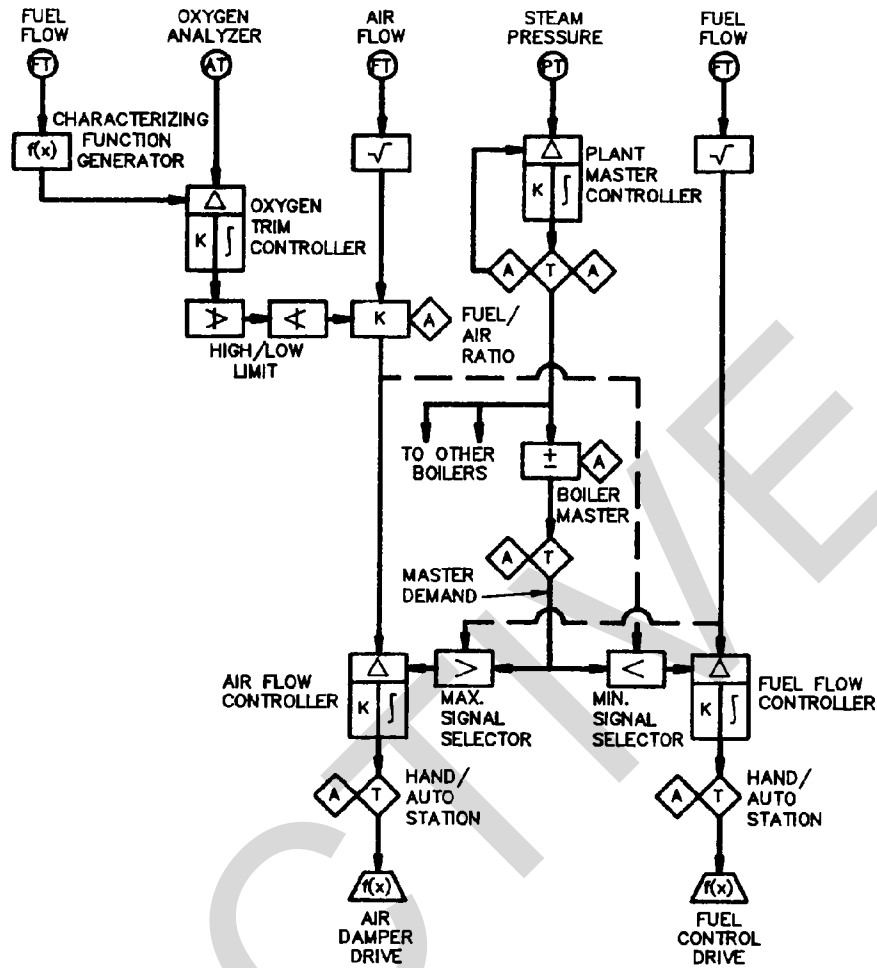 FUEL
FLOW
OXYGEN
ANALYZER
AIR
FLOW
STEAM
PRESSURE
FUEL
FLOW
FT
AT
FT
PT
FT
CHARACTERIZING
FUNCTION
GENERATOR
f(x)
√
△
PLANT
MASTER
CONTROLLER
√
K ∫
△
OXYGEN
TRIM
CONTROLLER
K ∫
A T A
≯
≮
K
A
FUEL/
AIR
RATIO
HIGH/LOW
LIMIT
TO OTHER
BOILERS
±
A
BOILER
MASTER
A T
MASTER
DEMAND
AIR FLOW
CONTROLLER
△
K ∫
>
MAX.
SIGNAL
SELECTOR
<
MIN.
SIGNAL
SELECTOR
△
K ∫
FUEL FLOW
CONTROLLER
A T
HAND/
AUTO
STATION
A T
HAND/
AUTO
STATION
f(x)
AIR
DAMPER
DRIVE
f(x)
FUEL
CONTROL
DRIVE
CTIVE